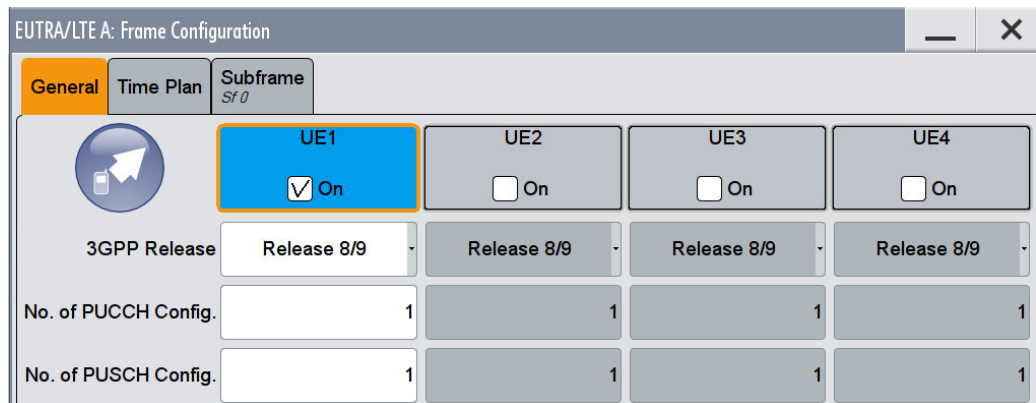 EUTRA/LTE A: Frame Configuration
General Time Plan Subframe
Sf 0
UE1 UE2 UE3 UE4
On On On On
3GPP Release Release 8/9 Release 8/9 Release 8/9 Release 8/9
No. of PUCCH Config. 1 1 1 1
No. of PUSCH Config. 1 1 1 1